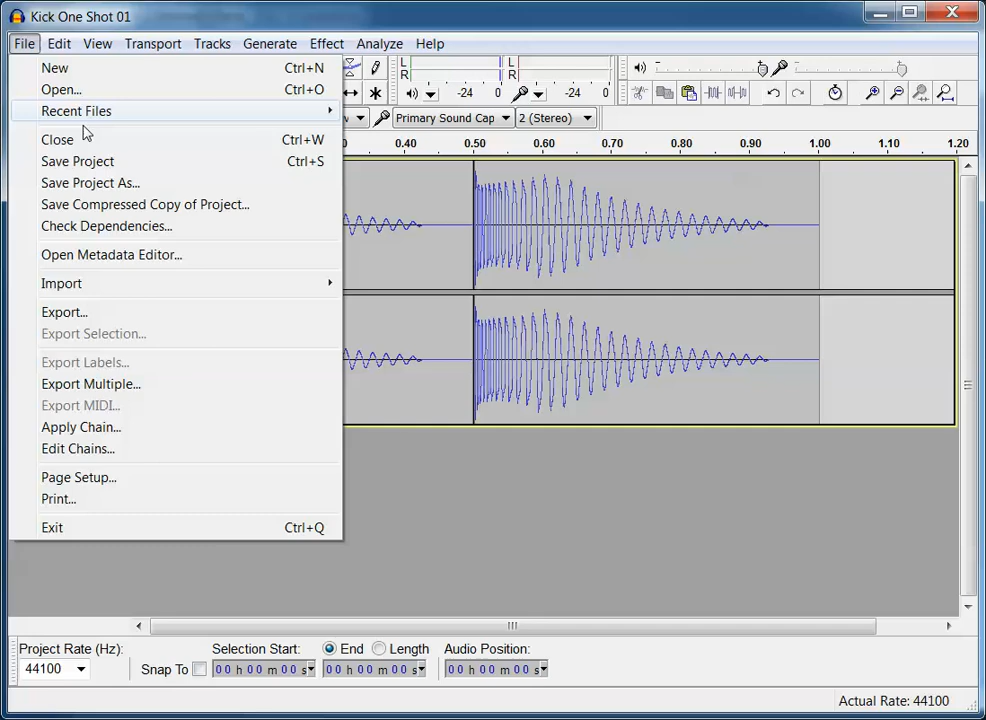 Kick One Shot 01
File Edit View Transport Tracks Generate Effect Analyze Help
New Ctrl+N
Open... Ctrl+O
Recent Files
Close Ctrl+W
Save Project Ctrl+S
Save Project As...
Save Compressed Copy of Project...
Check Dependencies...
Open Metadata Editor...
Import
Export...
Export Selection...
Export Labels...
Export Multiple...
Export MIDI...
Apply Chain...
Edit Chains...
Page Setup...
Print...
Exit Ctrl+Q
L
R
-24 0
L
R
-24 0
Primary Sound Cap 2 (Stereo)
0.40 0.50 0.60 0.70 0.80 0.90 1.00 1.10 1.20
Project Rate (Hz):
44100
Snap To
Selection Start:
00 h 00 m 00 s
End Length
00 h 00 m 00 s
Audio Position:
00 h 00 m 00 s
Actual Rate: 44100